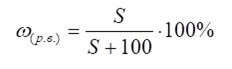 ω(р.в.) = S / (S + 100) · 100%